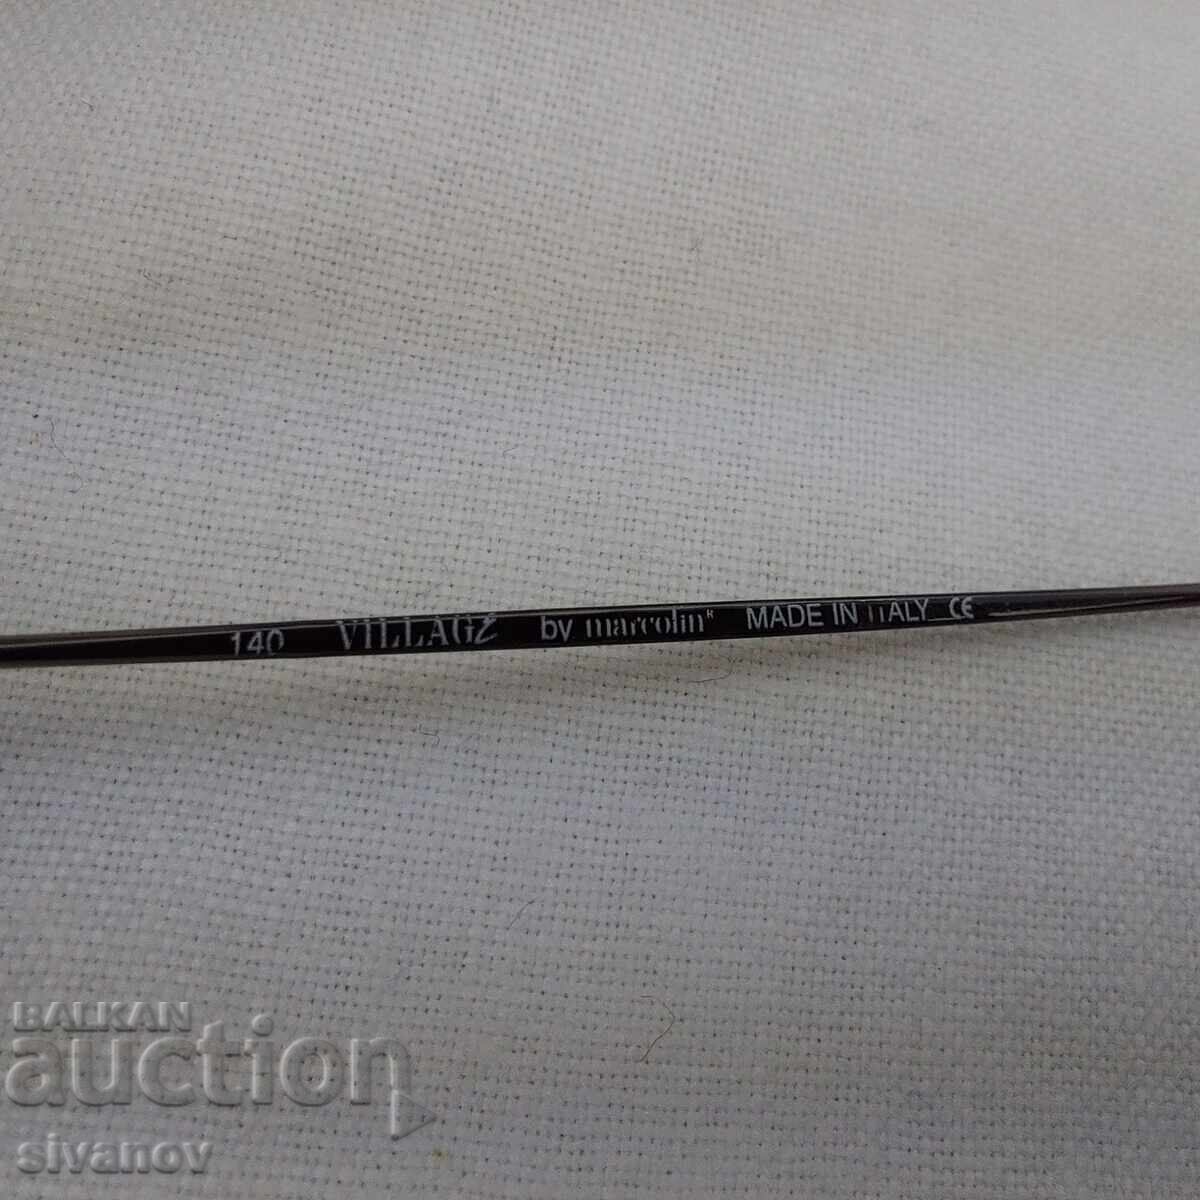 140 VILLAGE by marcolin® MADE IN ITALY CE
BALKAN
auction
sivanov